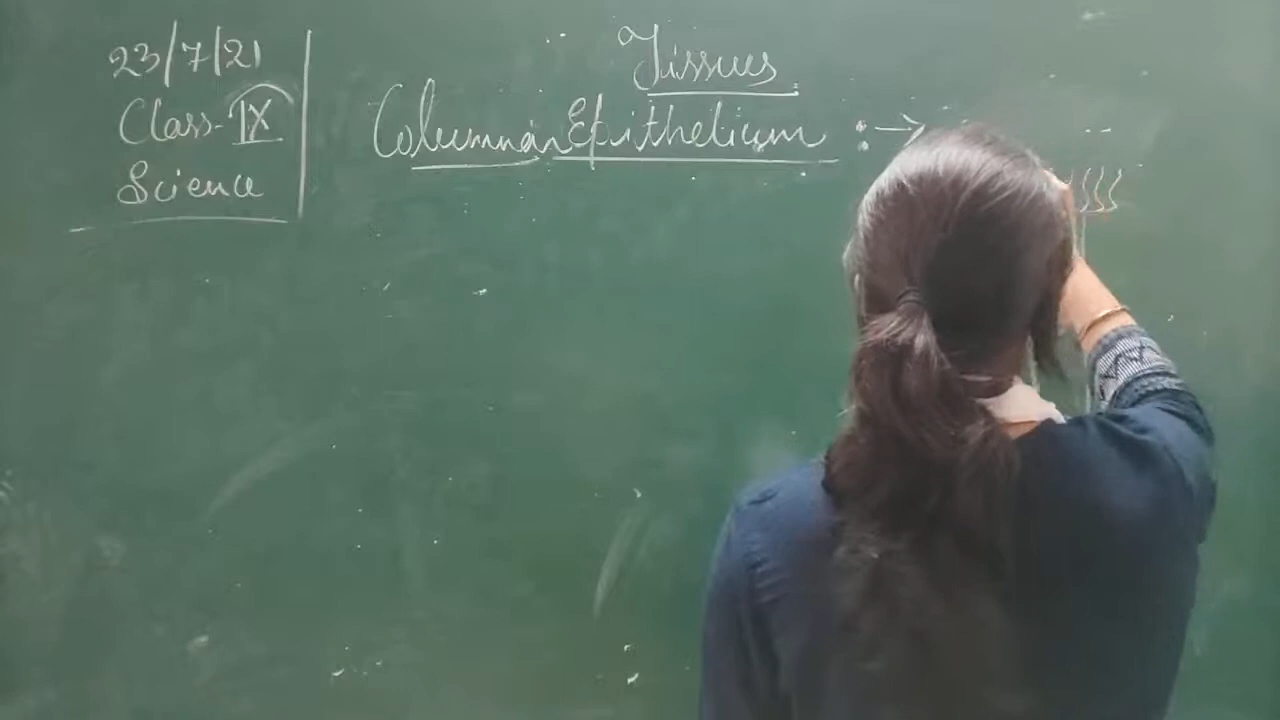 23/7/21
Class-IX
Science
Tissues
Columnar Epithelium :→